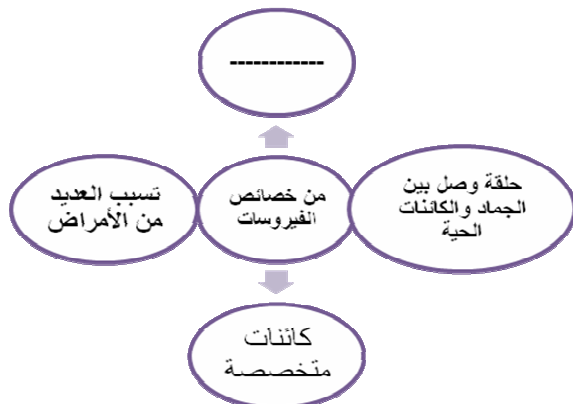 ------------
حلقة وصل بين
الجماد والكائنات
الحية
من خصائص
الفيروسات
تسبب العديد
من الأمراض
كائنات
متخصصة